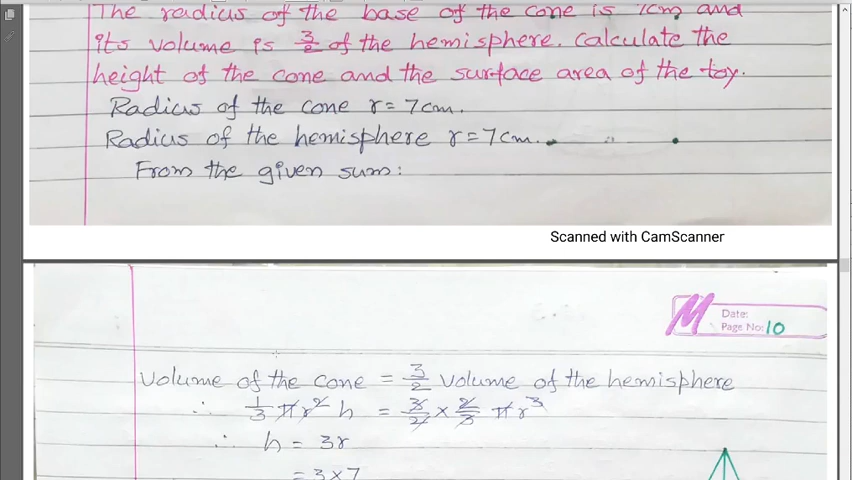 The radius of the base of the cone is 7cm and
its volume is 3/2 of the hemisphere. Calculate the
height of the cone and the surface area of the toy.
Radius of the cone r = 7cm.
Radius of the hemisphere r = 7cm.
From the given sum:
Scanned with CamScanner
M
Date:
Page No: 10
Volume of the cone = 3/2 volume of the hemisphere
∴ 1/3 πr² h = 3/2 × 2/3 πr³
∴ h = 3r
= 3×7